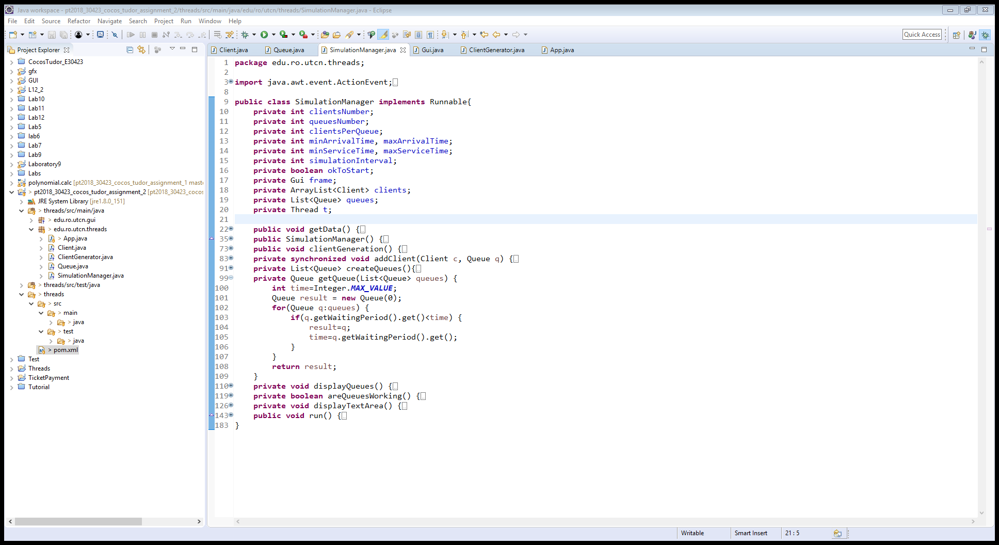 Java workspace - pt2018_30423_cocos_tudor_assignment_2/threads/src/main/java/edu/ro/utcn/threads/SimulationManager.java - Eclipse
File Edit Source Refactor Navigate Search Project Run Window Help
Quick Access
Project Explorer
CocosTudor_E30423
gfx
GUI
L12_2
Lab10
Lab11
Lab12
Lab5
lab6
Lab7
Lab9
Laboratory9
Labs
polynomial.calc [pt2018_30423_cocos_tudor_assignment_1 mast
> pt2018_30423_cocos_tudor_assignment_2 [pt2018_30423_cocos
JRE System Library [jre1.8.0_151]
> threads/src/main/java
> edu.ro.utcn.gui
> edu.ro.utcn.threads
> App.java
Client.java
ClientGenerator.java
Queue.java
SimulationManager.java
> threads/src/test/java
> threads
> src
> main
> java
> test
> java
> pom.xml
Test
Threads
TicketPayment
Tutorial
Client.java Queue.java SimulationManager.java Gui.java ClientGenerator.java App.java
1 package edu.ro.utcn.threads;
2
3 import java.awt.event.ActionEvent;
8
9 public class SimulationManager implements Runnable{
10 private int clientsNumber;
11 private int queuesNumber;
12 private int clientsPerQueue;
13 private int minArrivalTime, maxArrivalTime;
14 private int minServiceTime, maxServiceTime;
15 private int simulationInterval;
16 private boolean okToStart;
17 private Gui frame;
18 private ArrayList<Client> clients;
19 private List<Queue> queues;
20 private Thread t;
21
22 public void getData() {
35 public SimulationManager() {
73 public void clientGeneration() {
83 private synchronized void addClient(Client c, Queue q) {
91 private List<Queue> createQueues(){
99 private Queue getQueue(List<Queue> queues) {
100 int time=Integer.MAX_VALUE;
101 Queue result = new Queue(0);
102 for(Queue q:queues) {
103 if(q.getWaitingPeriod().get()<time) {
104 result=q;
105 time=q.getWaitingPeriod().get();
106 }
107 }
108 return result;
109 }
110 private void displayQueues() {
119 private boolean areQueuesWorking() {
126 private void displayTextArea() {
143 public void run() {
183 }
Writable Smart Insert 21 : 5